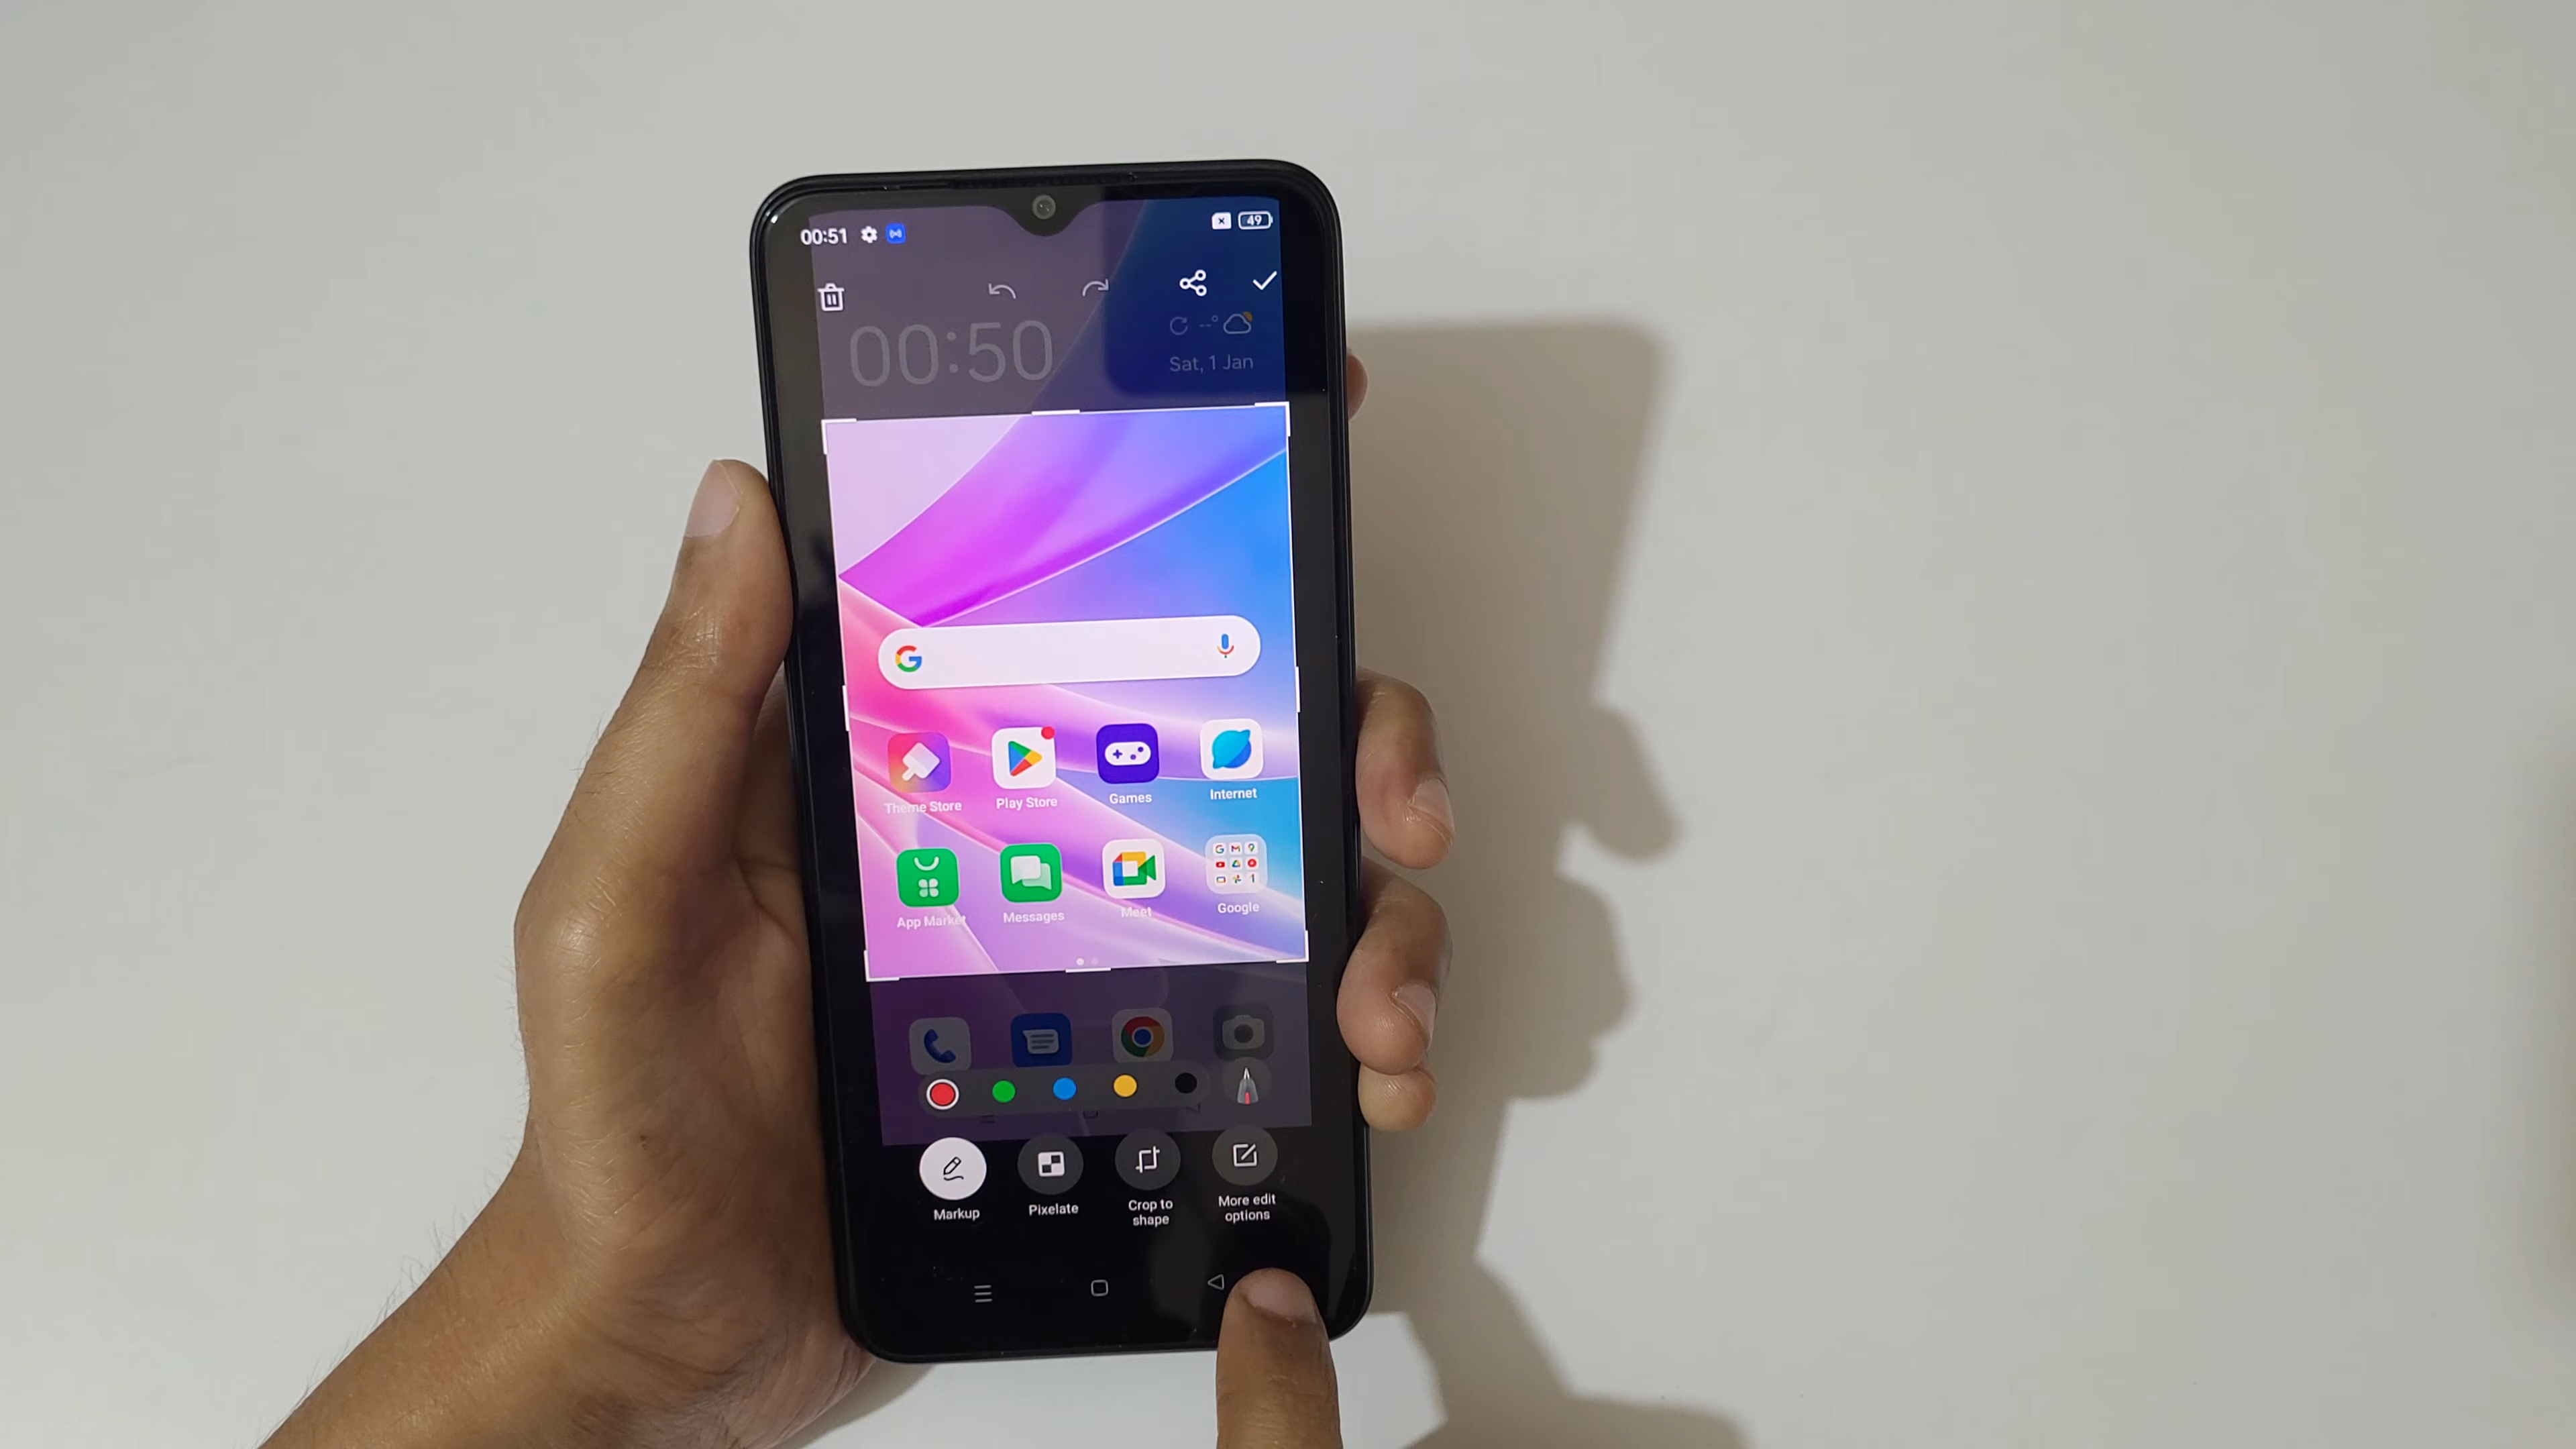 00:51
49
00:50
--°
Sat, 1 Jan
Theme Store
Play Store
Games
Internet
App Market
Messages
Meet
Google
Markup
Pixelate
Crop to
shape
More edit
options